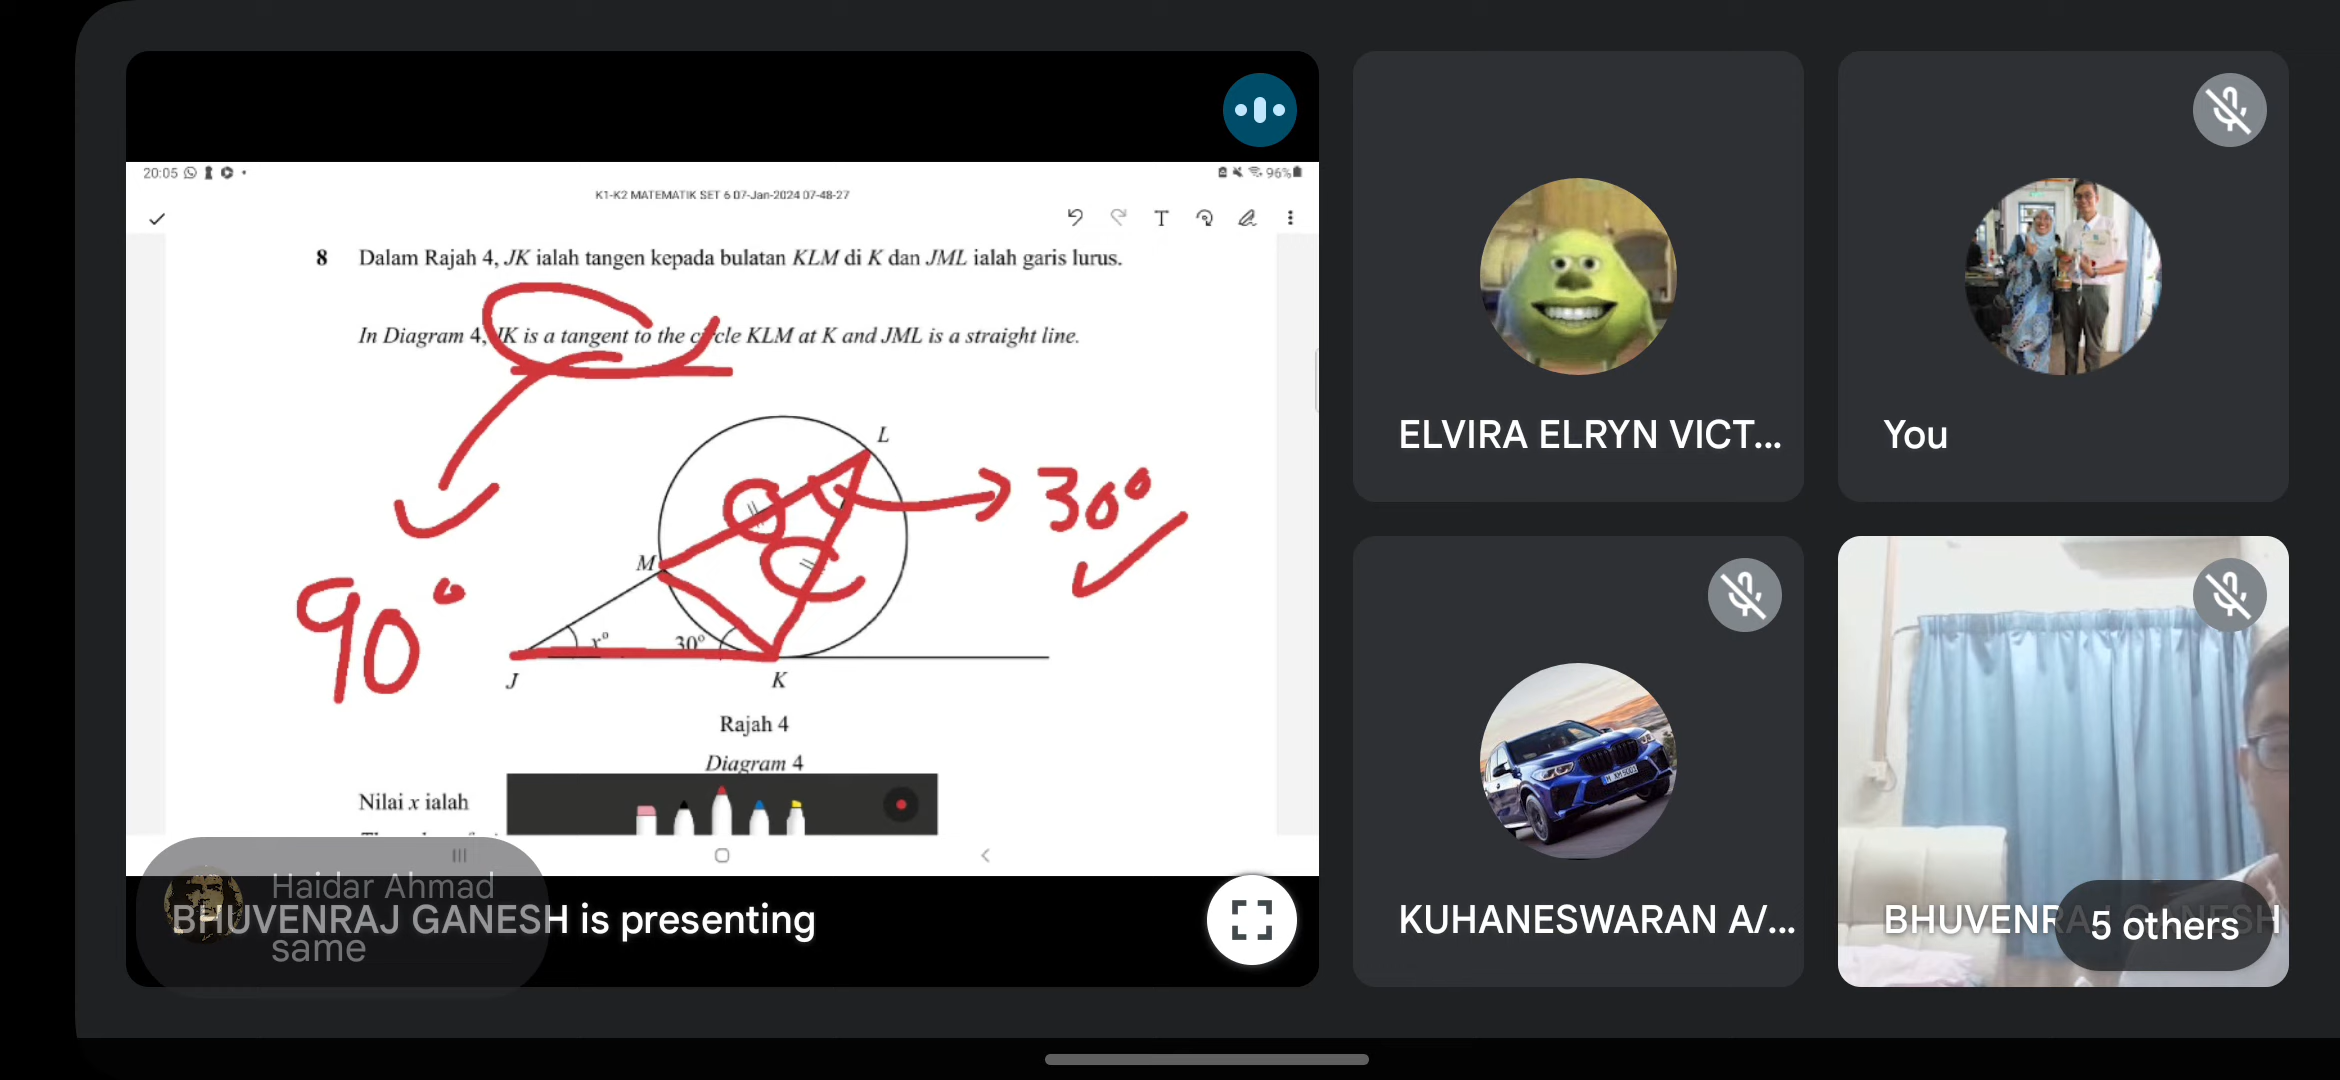 20:05
96%
K1-K2 MATEMATIK SET 6 07-Jan-2024 07-48-27
T
8 Dalam Rajah 4, JK ialah tangen kepada bulatan KLM di K dan JML ialah garis lurus.
In Diagram 4, JK is a tangent to the circle KLM at K and JML is a straight line.
L
30°
M
90°
x°
30°
J
K
Rajah 4
Diagram 4
Nilai x ialah
Haidar Ahmad
same
BHUVENRAJ GANESH is presenting
ELVIRA ELRYN VICT...
You
KUHANESWARAN A/...
BHUVENRAJ GANESH
5 others